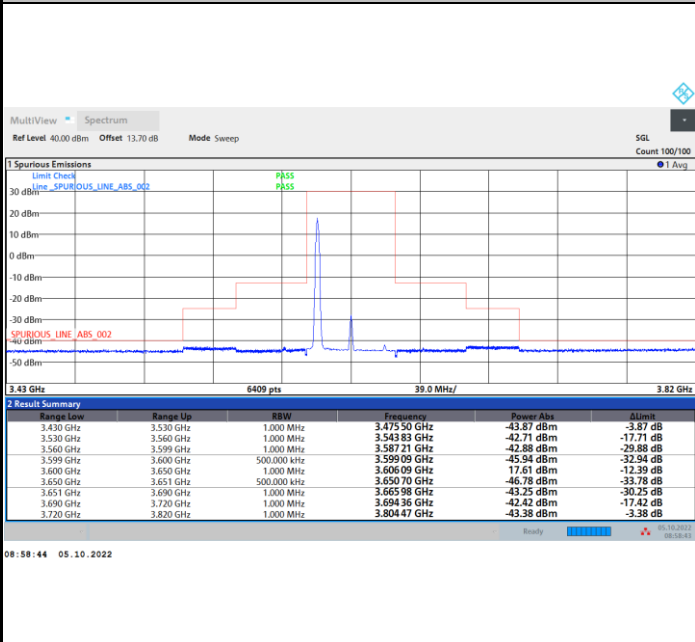 MultiView Spectrum
Ref Level 40.00 dBm Offset 13.70 dB Mode Sweep SGL
Count 100/100
1 Spurious Emissions 1 Avg
Limit Check PASS
Line _SPURIOUS_LINE_ABS_002 PASS
30 dBm
20 dBm
10 dBm
0 dBm
-10 dBm
-20 dBm
-30 dBm
_SPURIOUS_LINE_ABS_002
-40 dBm
-50 dBm
3.43 GHz 6409 pts 39.0 MHz/ 3.82 GHz
2 Result Summary
Range Low Range Up RBW Frequency Power Abs ΔLimit
3.430 GHz 3.530 GHz 1.000 MHz 3.475 50 GHz -43.87 dBm -3.87 dB
3.530 GHz 3.560 GHz 1.000 MHz 3.543 83 GHz -42.71 dBm -17.71 dB
3.560 GHz 3.599 GHz 1.000 MHz 3.587 21 GHz -42.88 dBm -29.88 dB
3.599 GHz 3.600 GHz 500.000 kHz 3.599 09 GHz -45.94 dBm -32.94 dB
3.600 GHz 3.650 GHz 1.000 MHz 3.606 09 GHz 17.61 dBm -12.39 dB
3.650 GHz 3.651 GHz 500.000 kHz 3.650 70 GHz -46.78 dBm -33.78 dB
3.651 GHz 3.690 GHz 1.000 MHz 3.665 98 GHz -43.25 dBm -30.25 dB
3.690 GHz 3.720 GHz 1.000 MHz 3.694 36 GHz -42.42 dBm -17.42 dB
3.720 GHz 3.820 GHz 1.000 MHz 3.804 47 GHz -43.38 dBm -3.38 dB
Ready 05.10.2022
08:58:43
08:58:44 05.10.2022